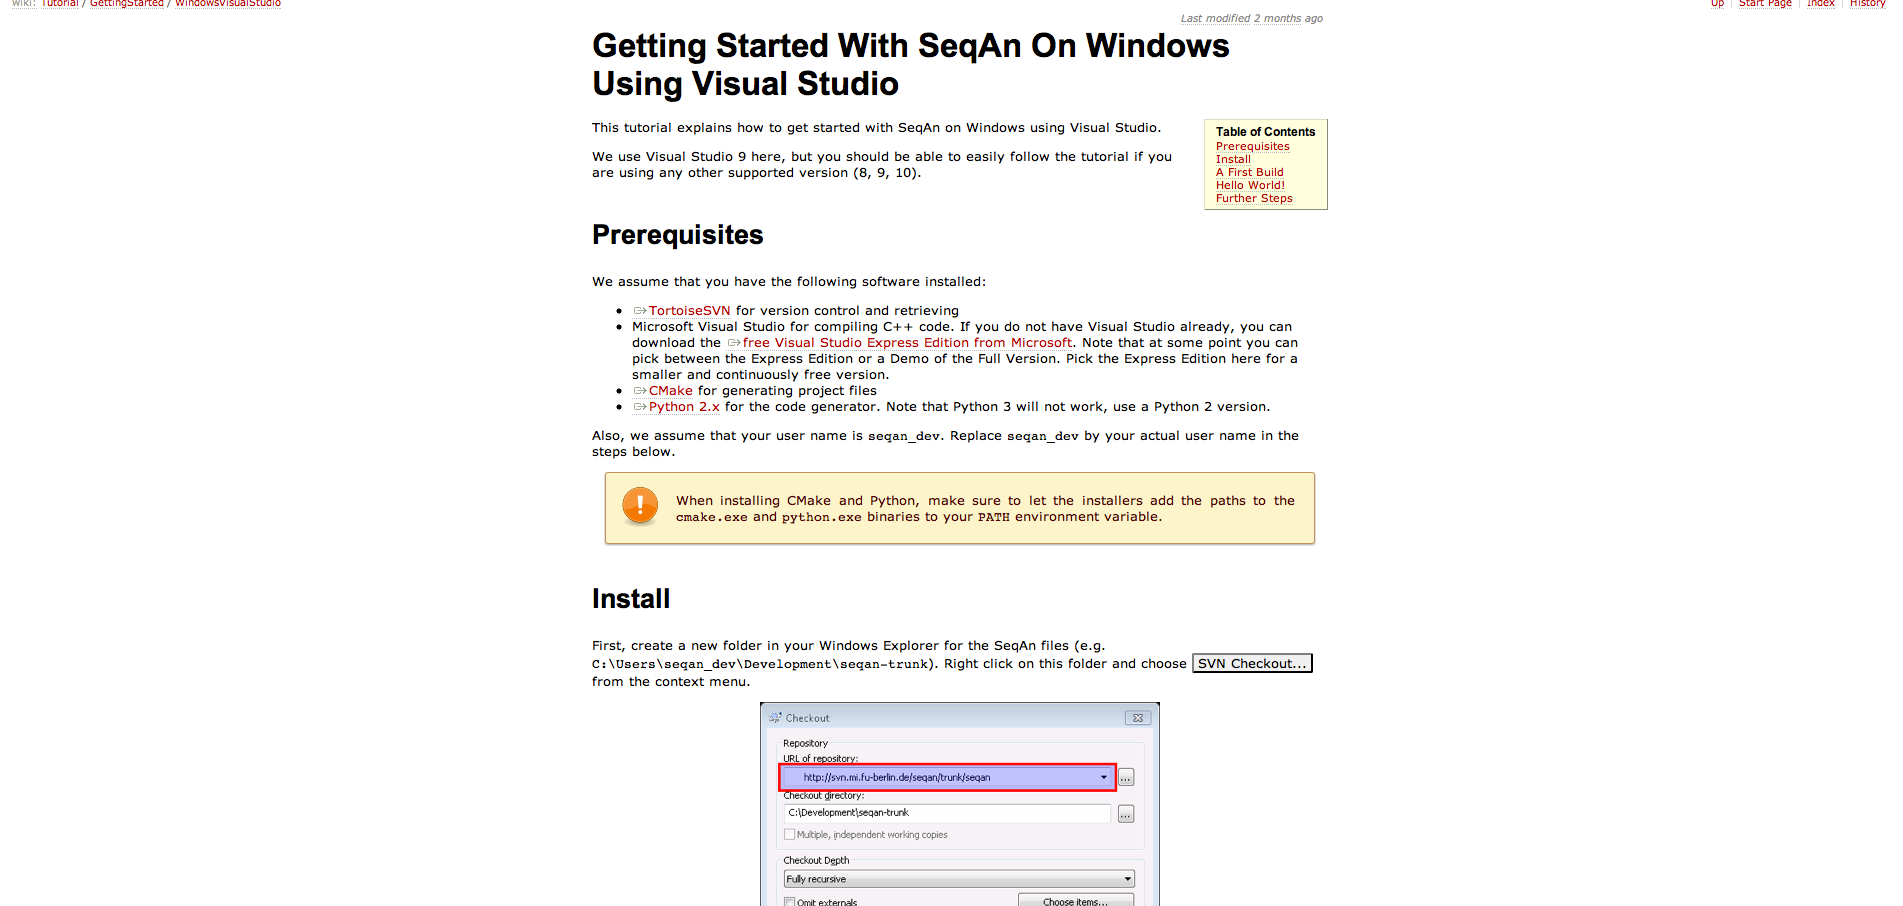 wiki: Tutorial / GettingStarted / WindowsVisualStudio
Up | Start Page | Index | History
Last modified 2 months ago
Getting Started With SeqAn On Windows
Using Visual Studio
This tutorial explains how to get started with SeqAn on Windows using Visual Studio.
We use Visual Studio 9 here, but you should be able to easily follow the tutorial if you
are using any other supported version (8, 9, 10).
Table of Contents
Prerequisites
Install
A First Build
Hello World!
Further Steps
Prerequisites
We assume that you have the following software installed:
• TortoiseSVN for version control and retrieving
• Microsoft Visual Studio for compiling C++ code. If you do not have Visual Studio already, you can
download the free Visual Studio Express Edition from Microsoft. Note that at some point you can
pick between the Express Edition or a Demo of the Full Version. Pick the Express Edition here for a
smaller and continuously free version.
• CMake for generating project files
• Python 2.x for the code generator. Note that Python 3 will not work, use a Python 2 version.
Also, we assume that your user name is seqan_dev. Replace seqan_dev by your actual user name in the
steps below.
When installing CMake and Python, make sure to let the installers add the paths to the
cmake.exe and python.exe binaries to your PATH environment variable.
Install
First, create a new folder in your Windows Explorer for the SeqAn files (e.g.
C:\Users\seqan_dev\Development\seqan-trunk). Right click on this folder and choose SVN Checkout...
from the context menu.
Checkout
Repository
URL of repository:
http://svn.mi.fu-berlin.de/seqan/trunk/seqan
...
Checkout directory:
C:\Development\seqan-trunk
...
Multiple, independent working copies
Checkout Depth
Fully recursive
Omit externals
Choose items...